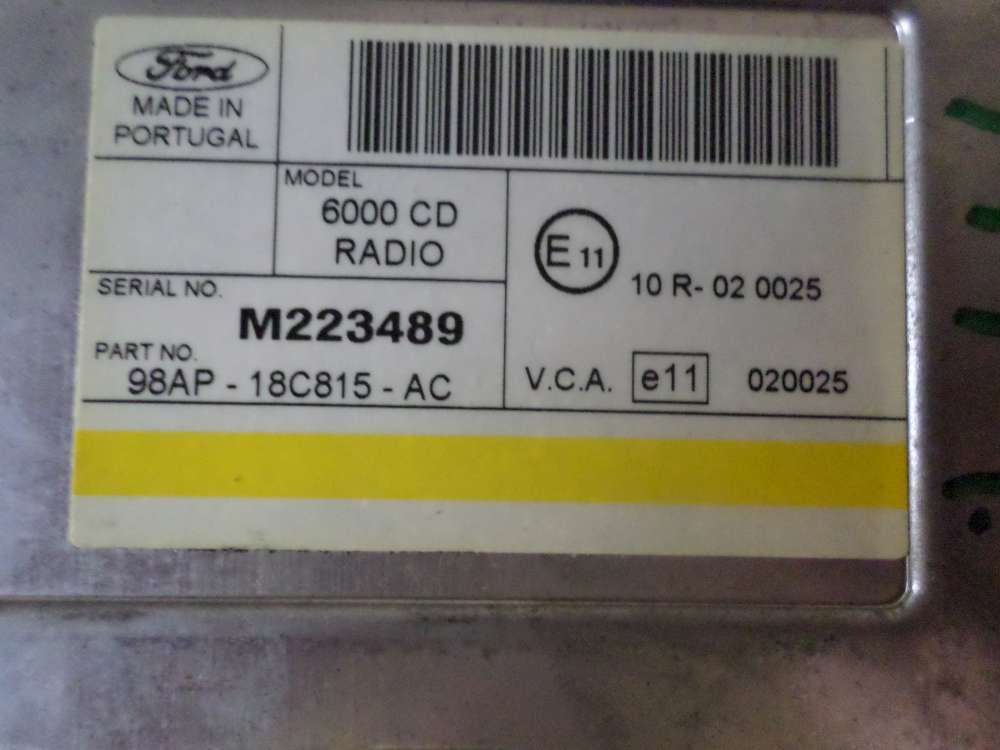 Ford
MADE IN
PORTUGAL
MODEL
6000 CD
RADIO
SERIAL NO.
M223489
PART NO.
98AP - 18C815 - AC
E 11
10 R- 02 0025
V.C.A. e11 020025